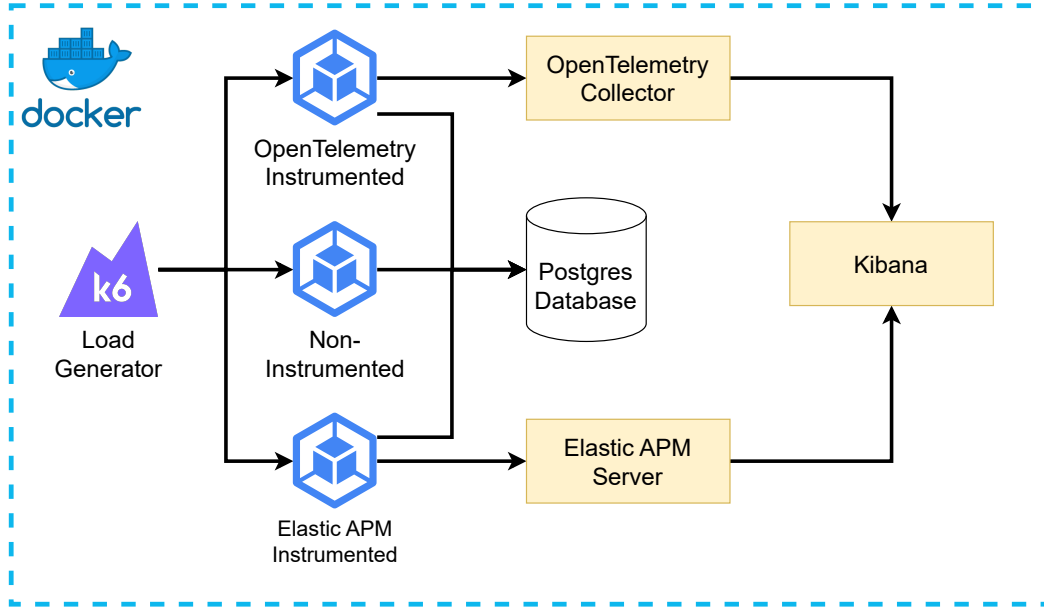 docker
OpenTelemetry
Instrumented
OpenTelemetry
Collector
k6
Load
Generator
Non-
Instrumented
Postgres
Database
Kibana
Elastic APM
Instrumented
Elastic APM
Server